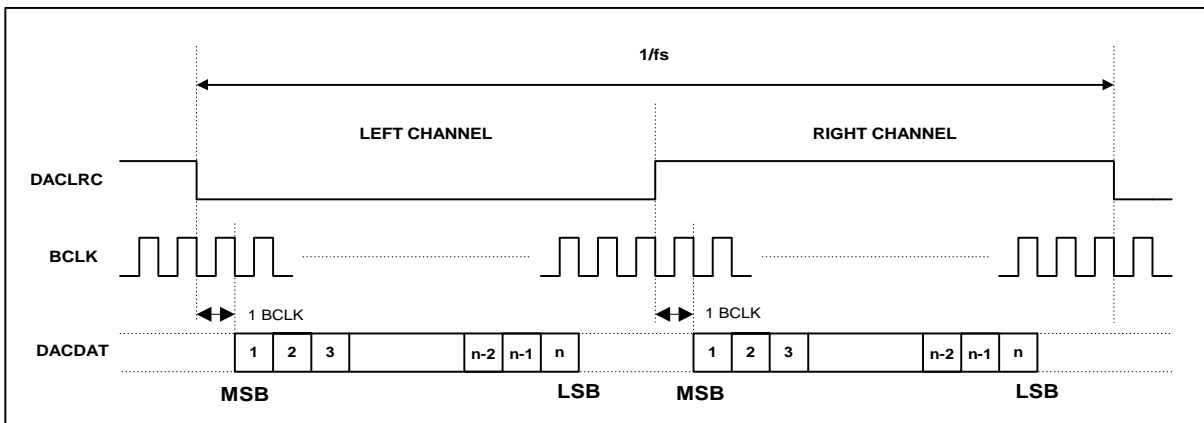 1/fs
LEFT CHANNEL RIGHT CHANNEL
DACLRC
BCLK
1 BCLK 1 BCLK
DACDAT 1 2 3 n-2 n-1 n 1 2 3 n-2 n-1 n
MSB LSB MSB LSB